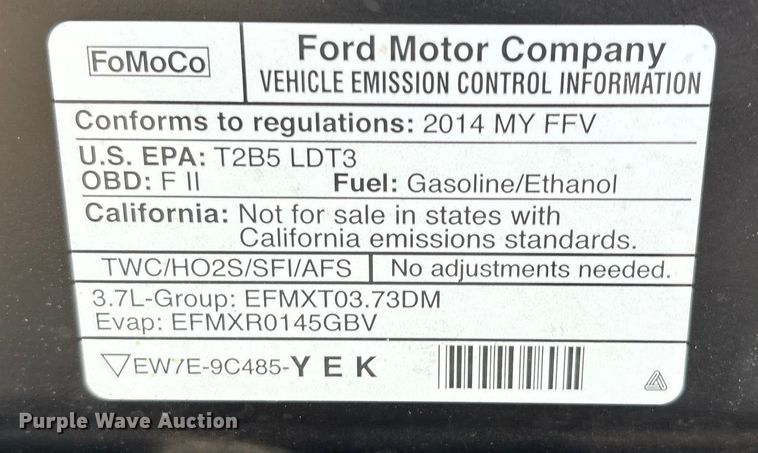 FoMoCo
Ford Motor Company
VEHICLE EMISSION CONTROL INFORMATION
Conforms to regulations: 2014 MY FFV
U.S. EPA: T2B5 LDT3
OBD: F II Fuel: Gasoline/Ethanol
California: Not for sale in states with
California emissions standards.
TWC/HO2S/SFI/AFS No adjustments needed.
3.7L-Group: EFMXT03.73DM
Evap: EFMXR0145GBV
EW7E-9C485-Y E K
Purple Wave Auction